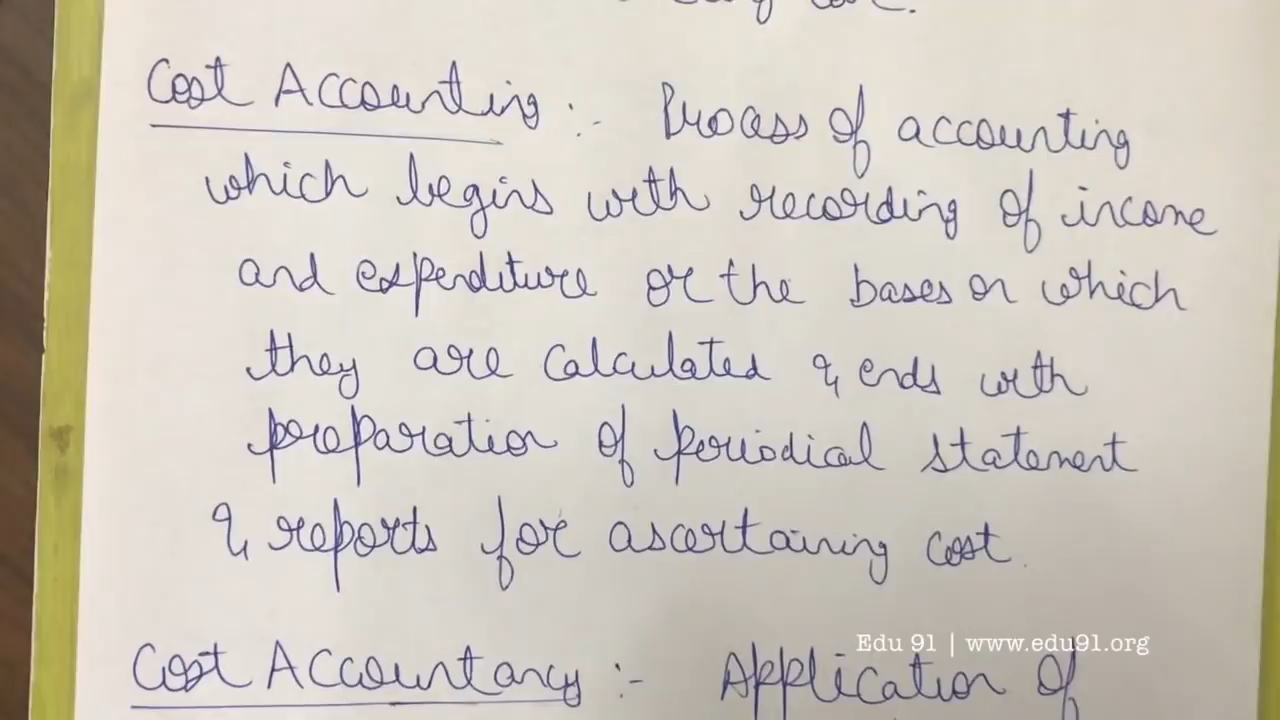 Cost Accounting :- Process of accounting
which begins with recording of income
and expenditure or the bases on which
they are calculated & ends with
preparation of periodical statement
& reports for ascertaining cost.
Edu 91 | www.edu91.org
Cost Accountancy :- Application of